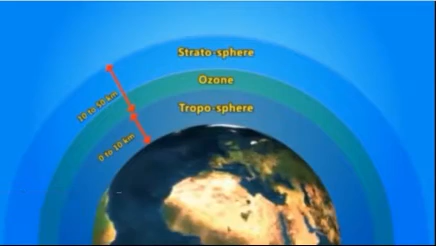 Strato-sphere
Ozone
Tropo-sphere
10 to 50 km
0 to 10 km